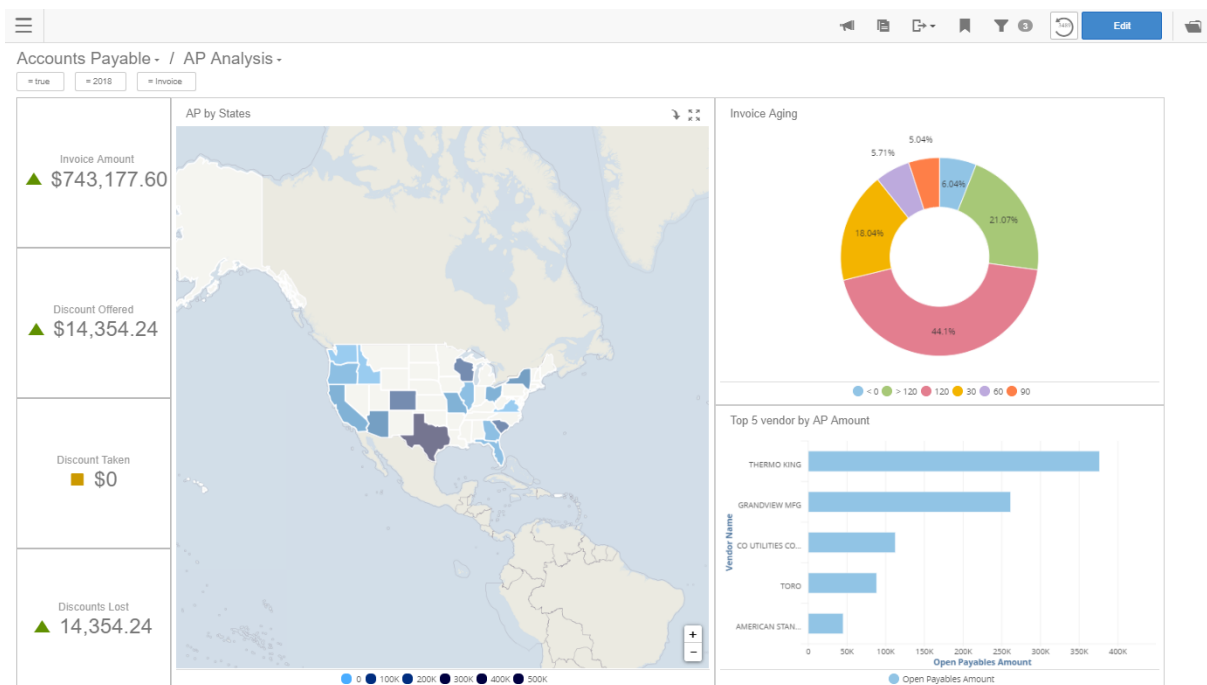 3
Edit
Accounts Payable / AP Analysis
= true = 2018 = Invoice
Invoice Amount
$743,177.60
Discount Offered
$14,354.24
Discount Taken
$0
Discounts Lost
14,354.24
AP by States
+
−
0 100K 200K 300K 400K 500K
Invoice Aging
5.04%
5.71%
6.04%
21.07%
18.04%
44.1%
< 0 > 120 120 30 60 90
Top 5 vendor by AP Amount
Vendor Name
THERMO KING
GRANDVIEW MFG
CO UTILITIES CO...
TORO
AMERICAN STAN...
0 50K 100K 150K 200K 250K 300K 350K 400K
Open Payables Amount
Open Payables Amount